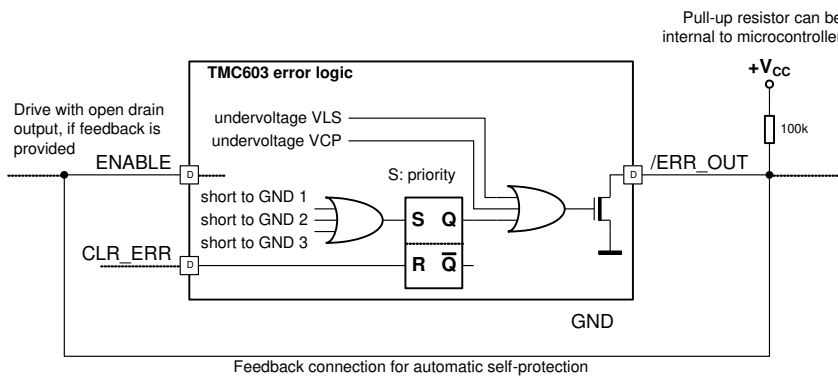 Pull-up resistor can be
internal to microcontroller
+VCC
100k
TMC603 error logic
Drive with open drain
output, if feedback is
provided
ENABLE
D
undervoltage VLS
undervoltage VCP
S: priority
D
/ERR_OUT
short to GND 1
short to GND 2
short to GND 3
S Q
R Q
CLR_ERR
D
GND
Feedback connection for automatic self-protection